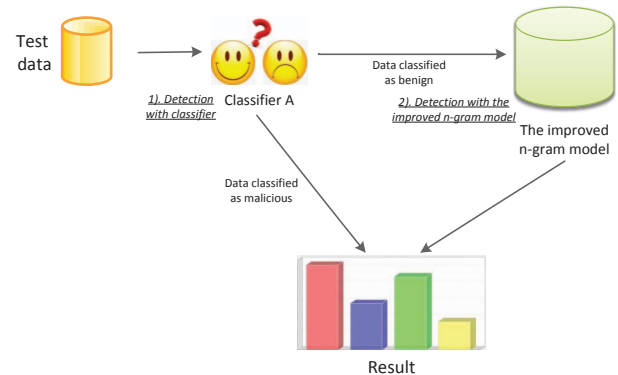 Test
data
?
1). Detection
with classifier
Classifier A
Data classified
as benign
2). Detection with the
improved n-gram model
The improved
n-gram model
Data classified
as malicious
Result